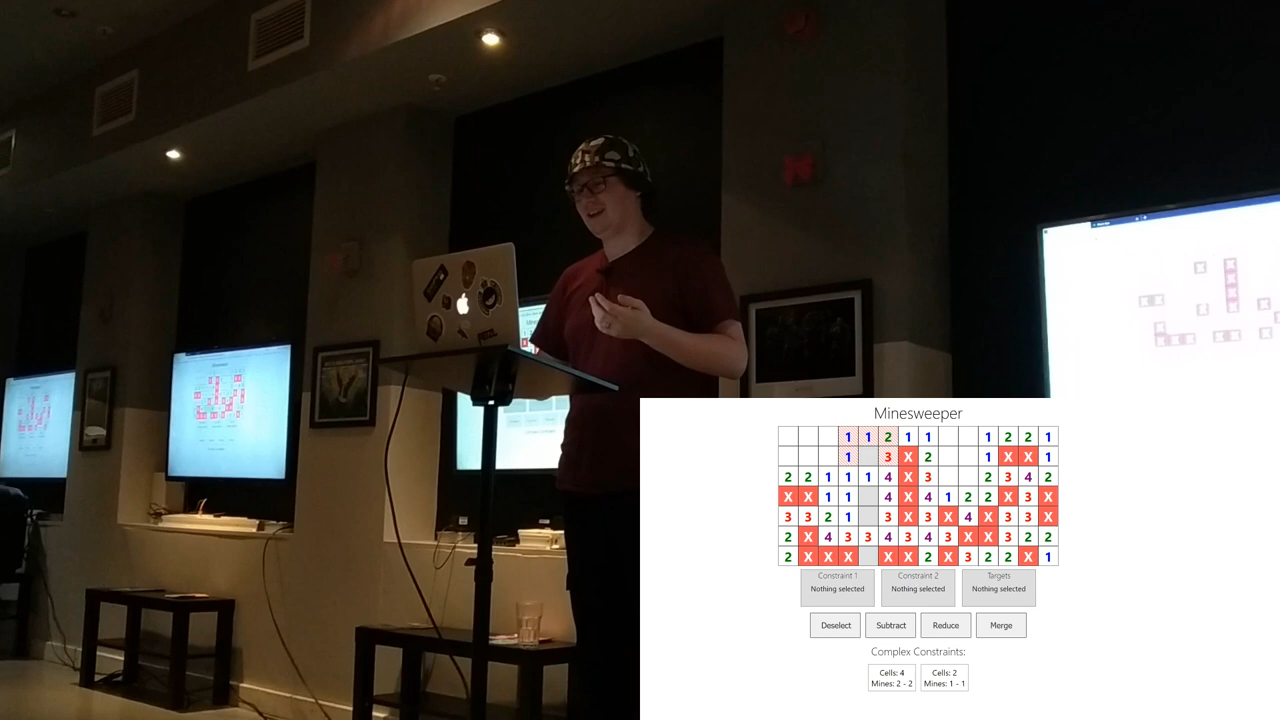 Minesweeper
1 1 2 1 1 1 2 2 1
1 3 X 2 1 X X 1
2 2 1 1 1 4 X 3 2 3 4 2
X X 1 1 4 X 4 1 2 2 X 3 X
3 3 2 1 3 X 3 X 4 X 3 3 X
2 X 4 3 3 4 3 4 3 X X 3 2 2
2 X X X X X 2 X 3 2 2 X 1
Constraint 1 Constraint 2 Targets
Nothing selected Nothing selected Nothing selected
Deselect Subtract Reduce Merge
Complex Constraints:
Cells: 4 Cells: 2
Mines: 2 - 2 Mines: 1 - 1